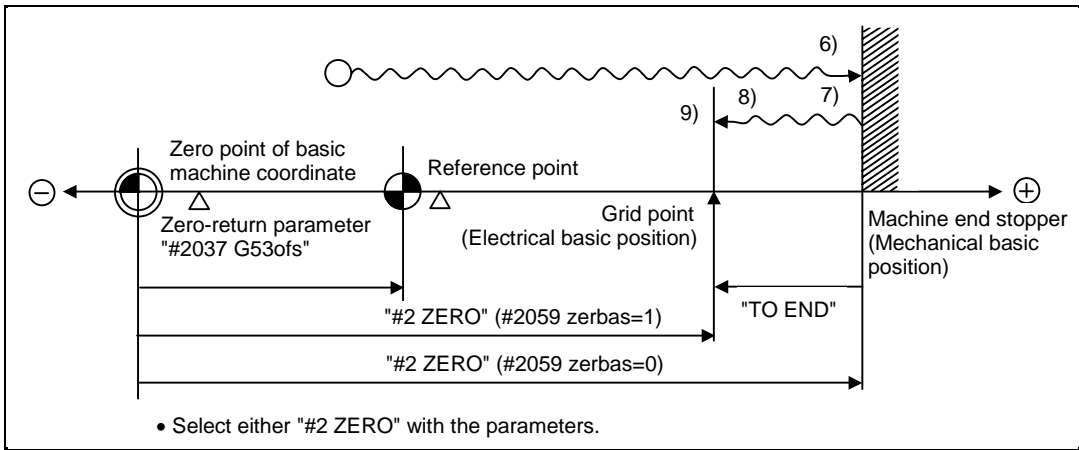 6)
9)
8)
7)
Zero point of basic
machine coordinate
Reference point
⊖
⊕
Zero-return parameter
"#2037 G53ofs"
Grid point
(Electrical basic position)
Machine end stopper
(Mechanical basic
position)
"#2 ZERO" (#2059 zerbas=1)
"TO END"
"#2 ZERO" (#2059 zerbas=0)
• Select either "#2 ZERO" with the parameters.